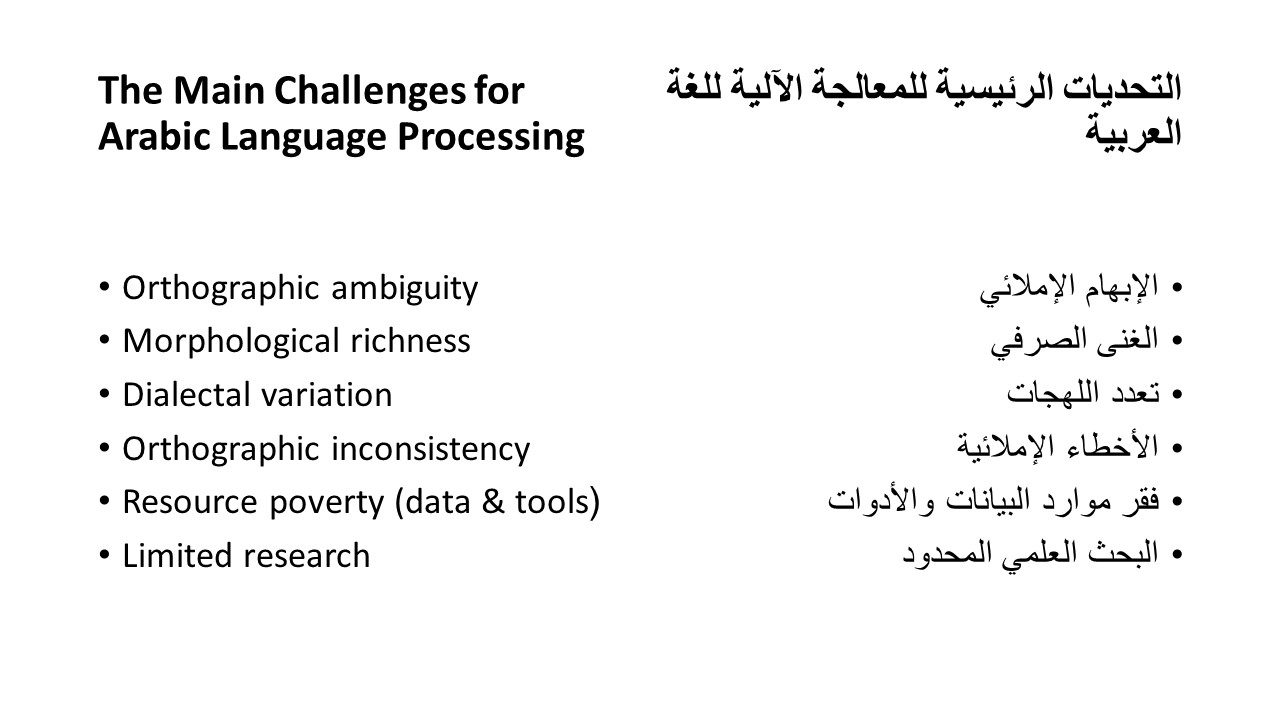 The Main Challenges for
Arabic Language Processing
التحديات الرئيسية للمعالجة الآلية للغة
العربية
• Orthographic ambiguity
• Morphological richness
• Dialectal variation
• Orthographic inconsistency
• Resource poverty (data & tools)
• Limited research
• الإبهام الإملائي
• الغنى الصرفي
• تعدد اللهجات
• الأخطاء الإملائية
• فقر موارد البيانات والأدوات
• البحث العلمي المحدود